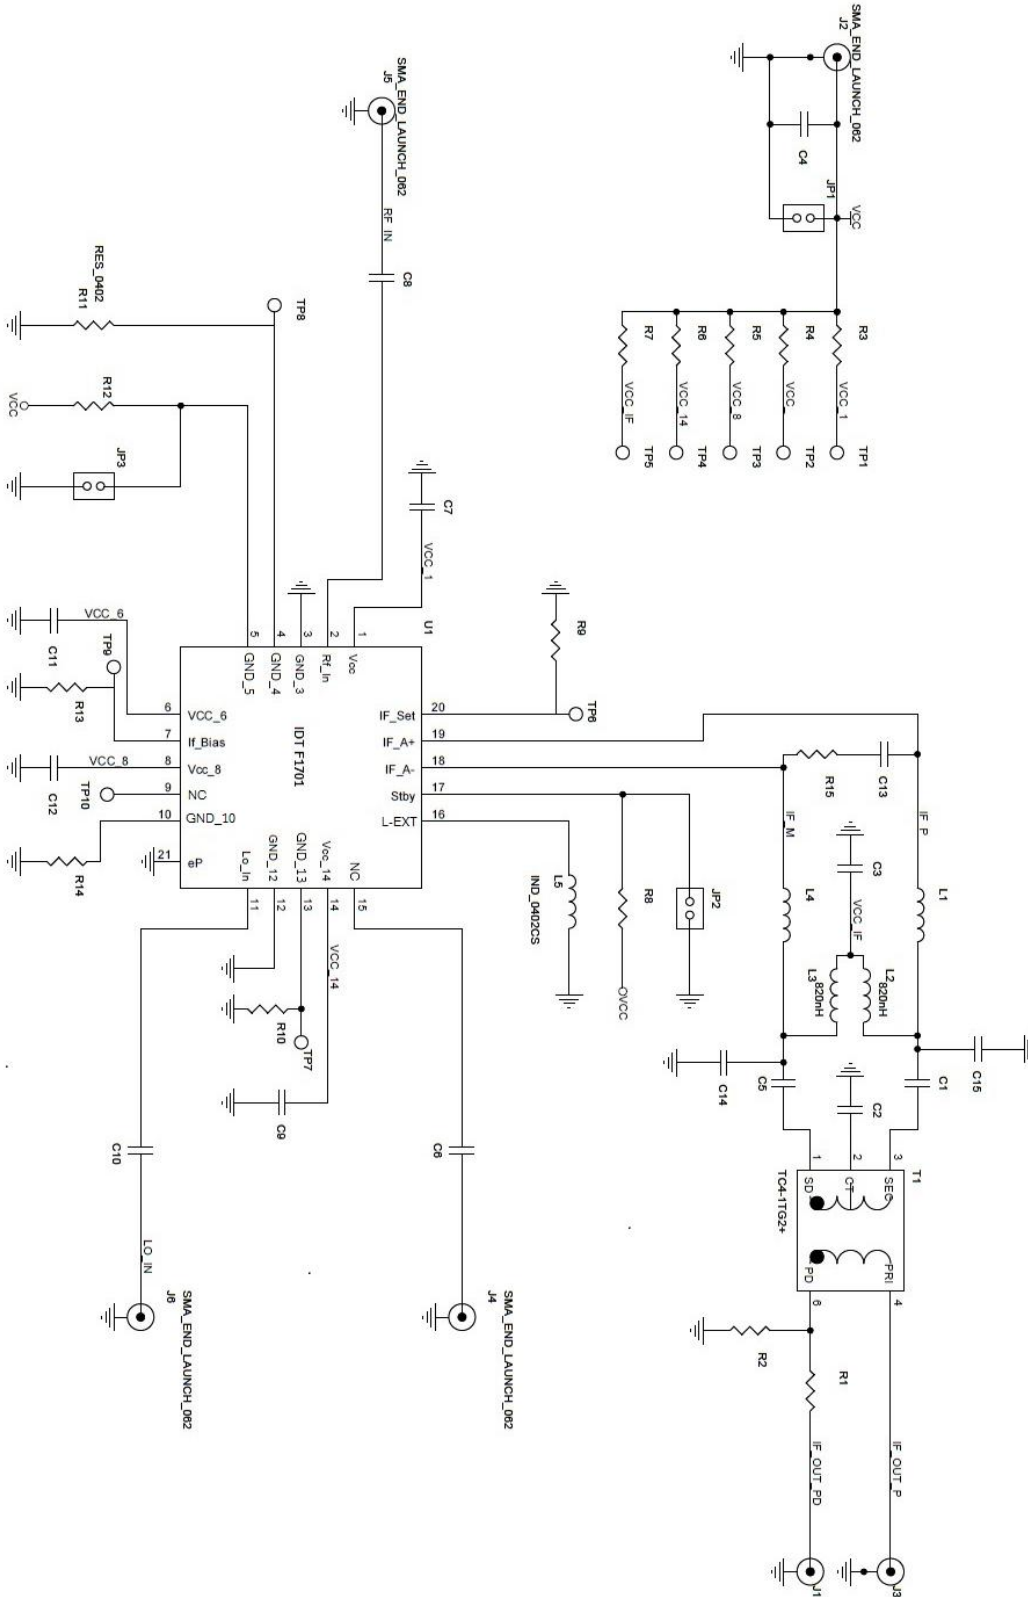 SMA_END_LAUNCH_062
J2
C4
JP1
VCC
SMA_END_LAUNCH_062
J5
RF_IN
C8
R3
R4
R5
R6
R7
VCC_1
VCC_
VCC_8
VCC_14
VCC_IF
TP1
TP2
TP3
TP4
TP5
RES_0402
R11
TP8
R12
VCC
JP3
C7
VCC_1
U1
R9
TP6
5
4
3
2
1
GND_5
GND_4
GND_3
Rf_In
Vcc
VCC_6
C11
TP9
R13
VCC_8
C12
TP10
R14
6
7
8
9
10
21
VCC_6
If_Bias
Vcc_8
NC
GND_10
eP
IDT F1701
IF_Set
IF_A+
IF_A-
Stby
L-EXT
20
19
18
17
16
Lo_In
GND_12
GND_13
Vcc_14
NC
11
12
13
14
15
L5
IND_0402CS
R8
OVCC
JP2
R15
C13
IF_M
IF_P
C3
VCC_IF
L4
L1
L3
820nH
L2
820nH
C14
C5
C2
C1
C15
VCC_14
R10
TP7
C9
C10
C6
LO_IN
J6
SMA_END_LAUNCH_062
J4
SMA_END_LAUNCH_062
1
2
3
T1
TC4-1TG2+
SD
CT
SEC
PD
PRI
6
4
R2
R1
IF_OUT_PD
IF_OUT_P
J1
J3